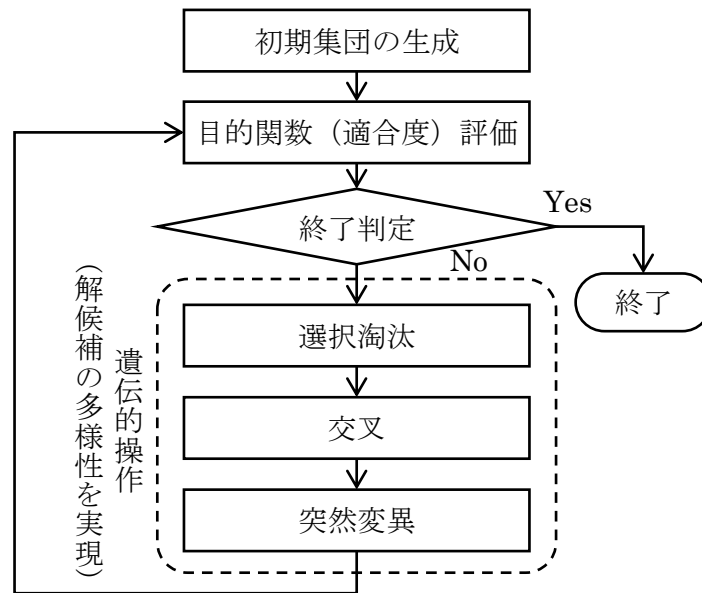 初期集団の生成
目的関数（適合度）評価
終了判定
Yes
No
終了
選択淘汰
交叉
突然変異
遺伝的操作
（解候補の多様性を実現）